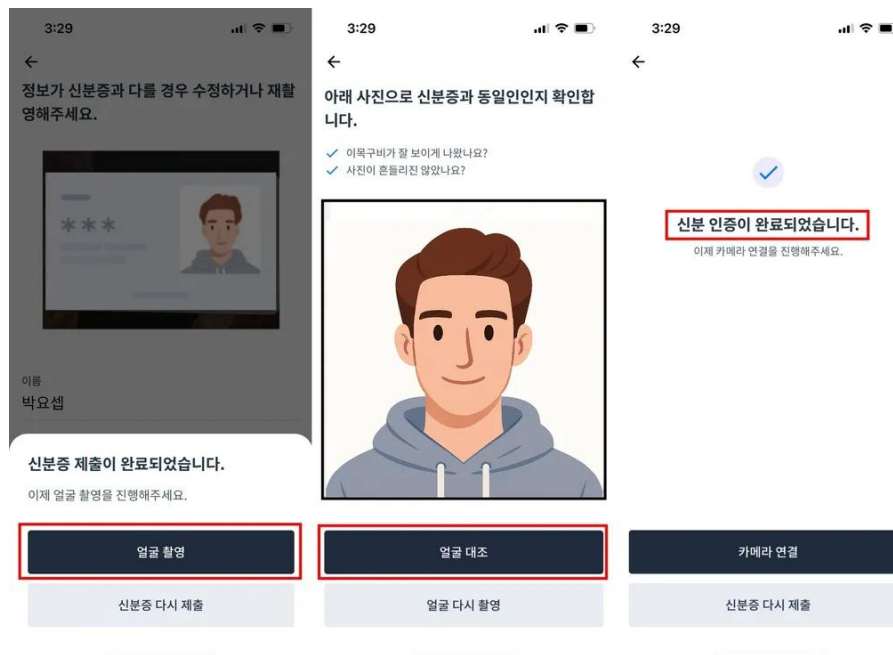 3:29
정보가 신분증과 다를 경우 수정하거나 재촬
영해주세요.
***
이름
박요셉
신분증 제출이 완료되었습니다.
이제 얼굴 촬영을 진행해주세요.
얼굴 촬영
신분증 다시 제출
3:29
아래 사진으로 신분증과 동일인인지 확인합
니다.
이목구비가 잘 보이게 나왔나요?
사진이 흔들리진 않았나요?
얼굴 대조
얼굴 다시 촬영
3:29
신분 인증이 완료되었습니다.
이제 카메라 연결을 진행해주세요.
카메라 연결
신분증 다시 제출